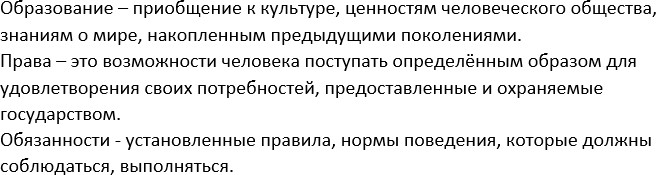 Образование – приобщение к культуре, ценностям человеческого общества,
знаниям о мире, накопленным предыдущими поколениями.
Права – это возможности человека поступать определённым образом для
удовлетворения своих потребностей, предоставленные и охраняемые
государством.
Обязанности - установленные правила, нормы поведения, которые должны
соблюдаться, выполняться.